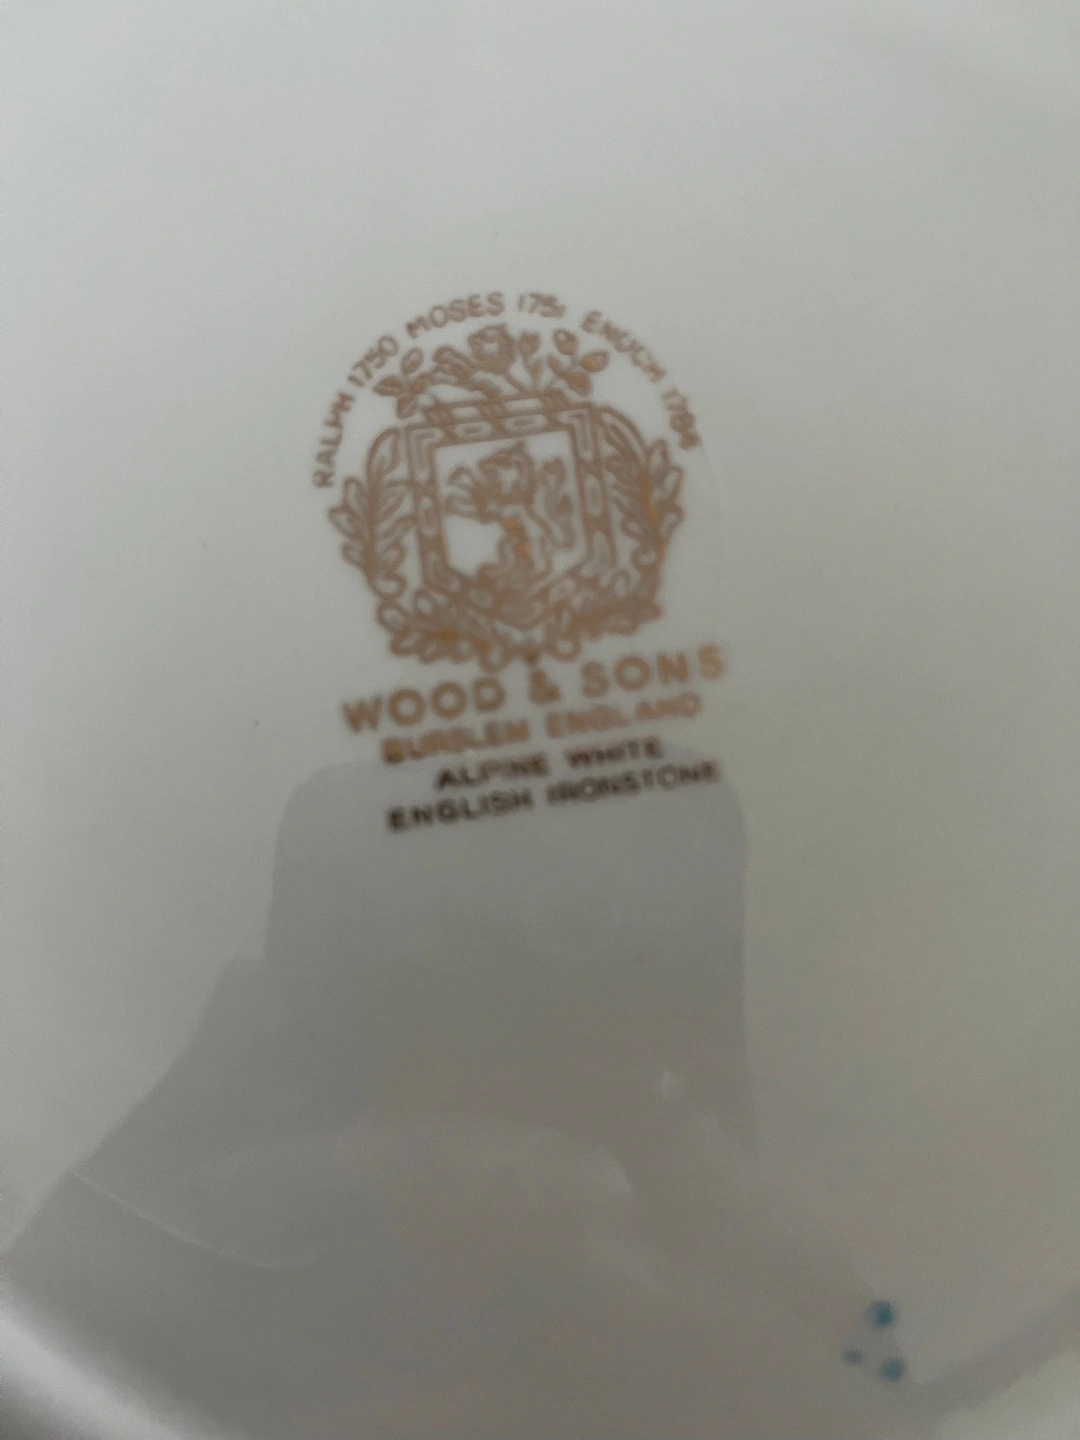 RALPH 1750 MOSES 1751 ENOCH 1784
WOOD & SONS
BURSLEM ENGLAND
ALPINE WHITE
ENGLISH IRONSTONE